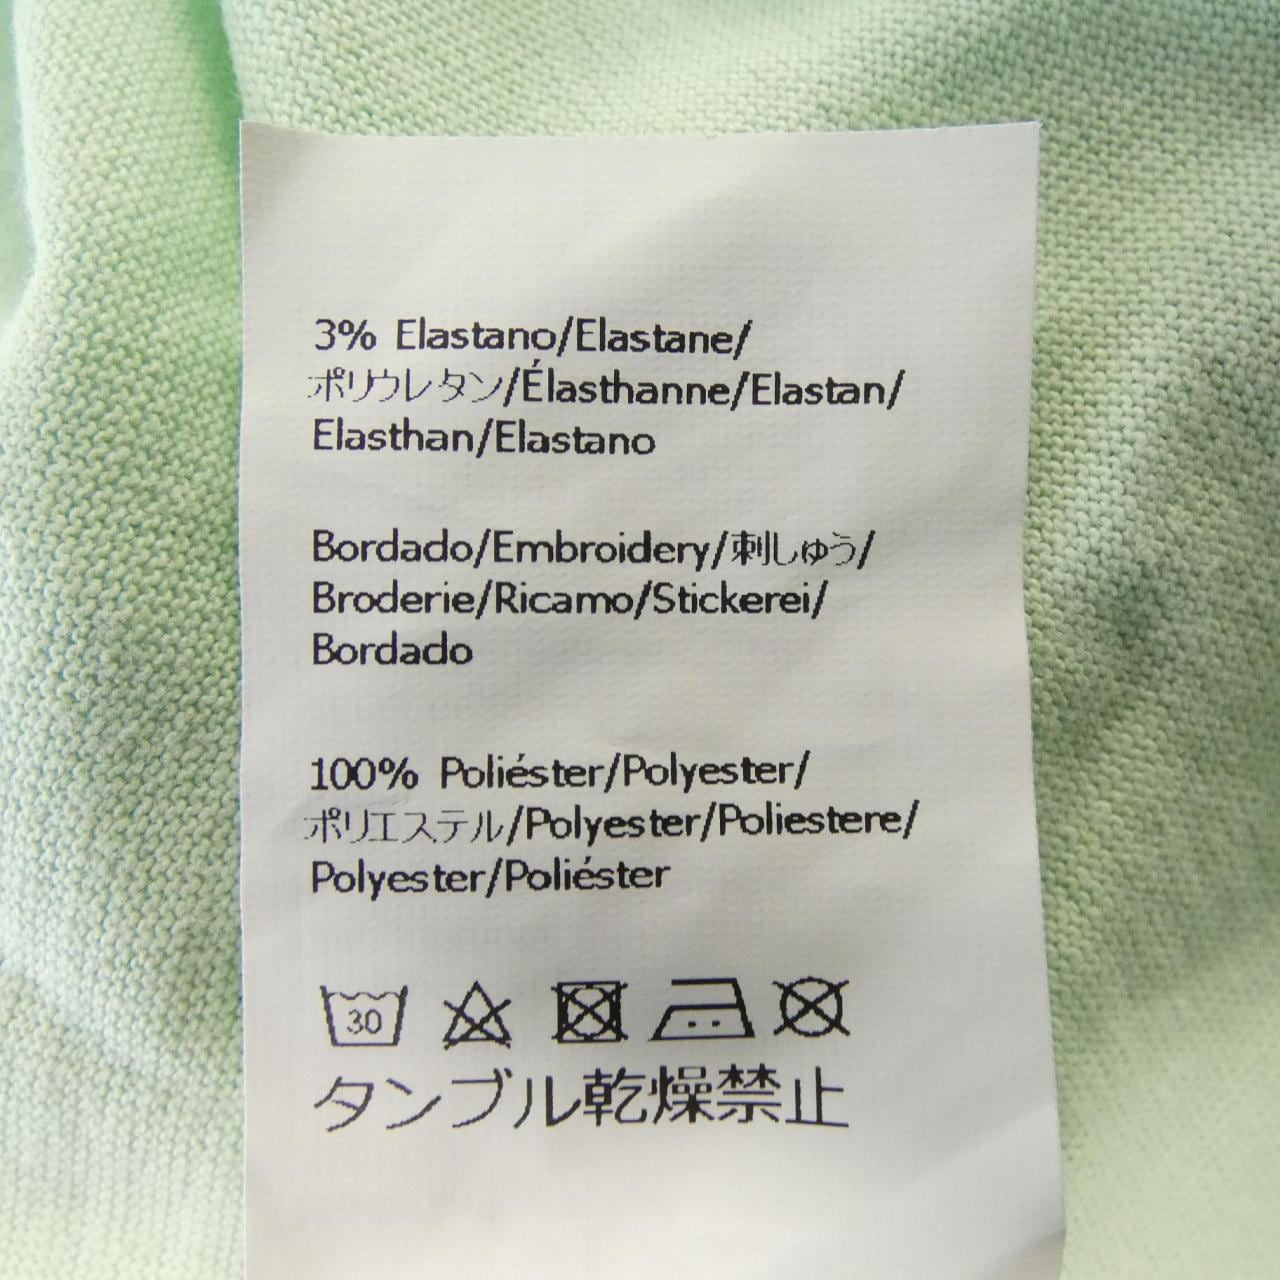 3% Elastano/Elastane/
ポリウレタン/Élasthanne/Elastan/
Elasthan/Elastano
Bordado/Embroidery/刺しゅう/
Broderie/Ricamo/Stickerei/
Bordado
100% Poliéster/Polyester/
ポリエステル/Polyester/Poliestere/
Polyester/Poliéster
30
タンブル乾燥禁止